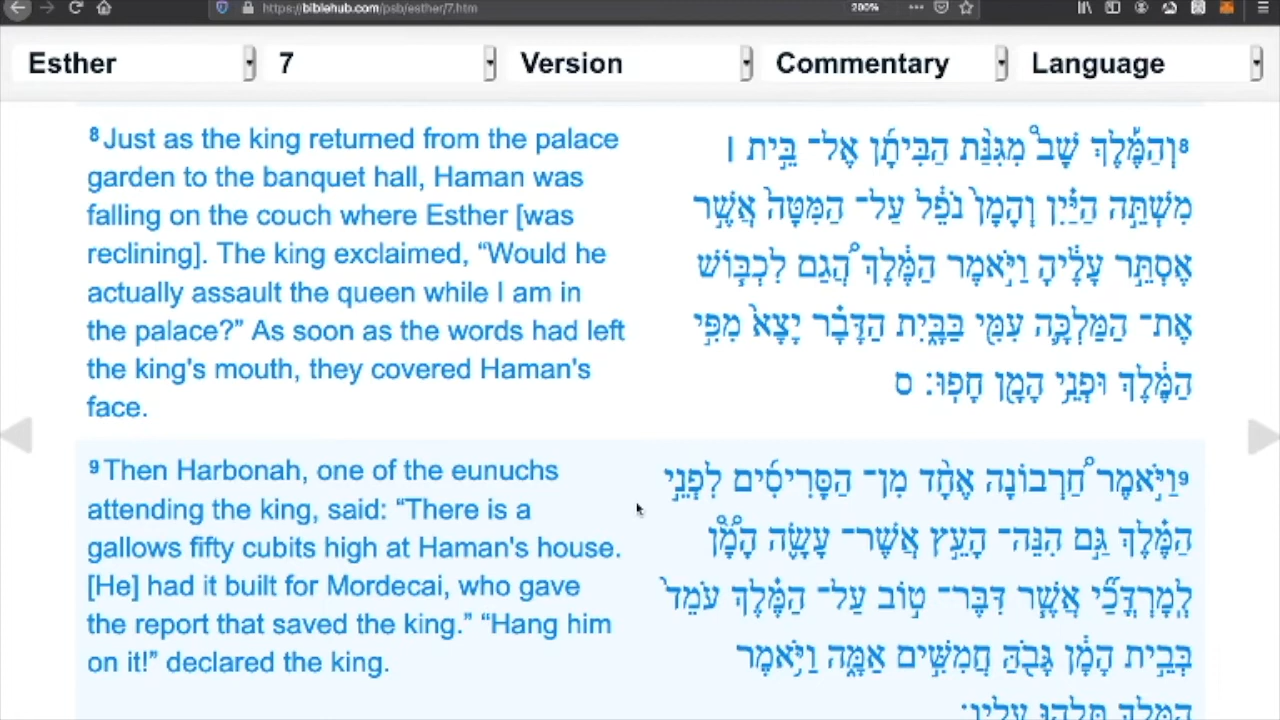 https://biblehub.com/psb/esther/7.htm 200%
Esther 7 Version Commentary Language
8 Just as the king returned from the palace
garden to the banquet hall, Haman was
falling on the couch where Esther [was
reclining]. The king exclaimed, “Would he
actually assault the queen while I am in
the palace?” As soon as the words had left
the king's mouth, they covered Haman's
face.
8 וְהַמֶּ֡לֶךְ שָׁב֩ מִגִּנַּ֨ת הַבִּיתָ֜ן אֶל־ בֵּ֣ית ׀
מִשְׁתֵּ֣ה הַיַּ֗יִן וְהָמָן֙ נֹפֵ֔ל עַל־ הַמִּטָּה֙ אֲשֶׁ֣ר
אֶסְתֵּ֣ר עָלֶ֔יהָ וַיֹּ֣אמֶר הַמֶּ֔לֶךְ הֲ֠גַם לִכְבּ֧וֹשׁ
אֶת־ הַמַּלְכָּ֛ה עִמִּ֖י בַּבָּ֑יִת הַדָּבָ֗ר יָצָא֙ מִפִּ֣י
הַמֶּ֔לֶךְ וּפְנֵ֥י הָמָ֖ן חָפֽוּ׃ ס
9 Then Harbonah, one of the eunuchs
attending the king, said: “There is a
gallows fifty cubits high at Haman's house.
[He] had it built for Mordecai, who gave
the report that saved the king.” “Hang him
on it!” declared the king.
9 וַיֹּ֣אמֶר חַ֠רְבוֹנָה אֶחָ֨ד מִן־ הַסָּרִיסִ֜ים לִפְנֵ֣י
הַמֶּ֗לֶךְ גַּ֣ם הִנֵּה־ הָעֵ֣ץ אֲשֶׁר־ עָשָׂ֪ה הָמָ֟ן
לְֽמָרְדֳּכַ֞י אֲשֶׁ֧ר דִּבֶּר־ ט֣וֹב עַל־ הַמֶּ֗לֶךְ עֹמֵד֙
בְּבֵ֣ית הָמָ֔ן גָּבֹ֖הַּ חֲמִשִּׁ֣ים אַמָּ֑ה וַיֹּ֥אמֶר
הַמֶּ֖לֶךְ תְּלֻ֥הוּ עָלָֽיו׃